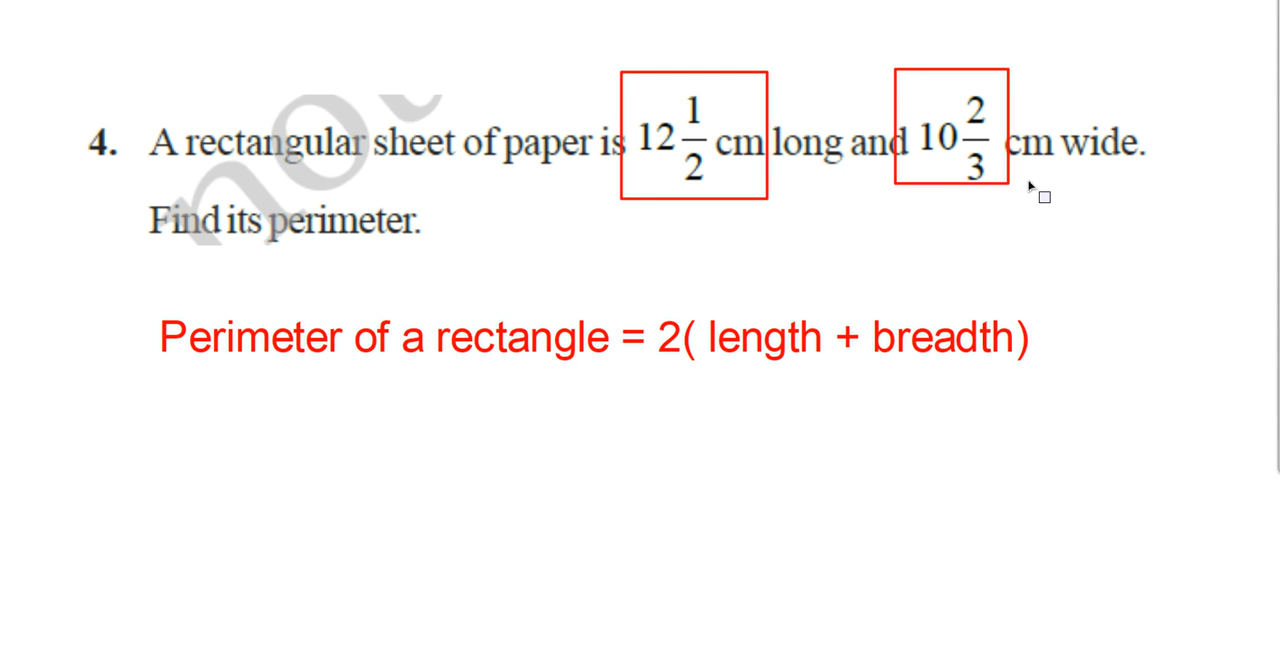 4. A rectangular sheet of paper is 12 1/2 cm long and 10 2/3 cm wide.
Find its perimeter.
Perimeter of a rectangle = 2( length + breadth)
not